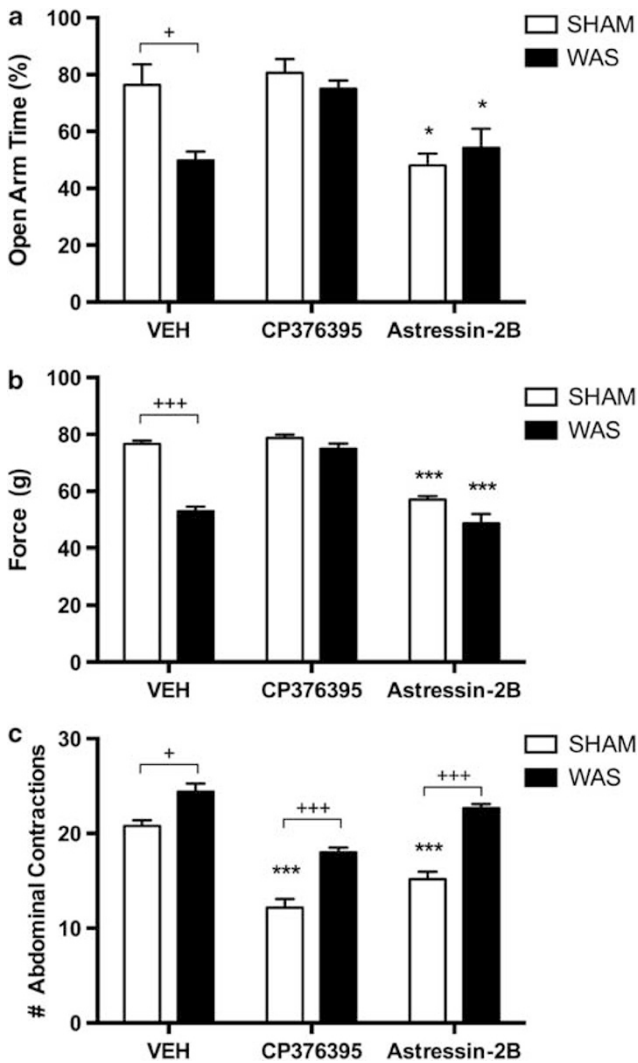 a
100
80
60
40
20
0
Open Arm Time (%)
+
*
*
SHAM
WAS
VEH CP376395 Astressin-2B
b
100
80
60
40
20
0
Force (g)
+++
***
***
SHAM
WAS
VEH CP376395 Astressin-2B
c
30
20
10
0
# Abdominal Contractions
+
***
+++
***
+++
SHAM
WAS
VEH CP376395 Astressin-2B